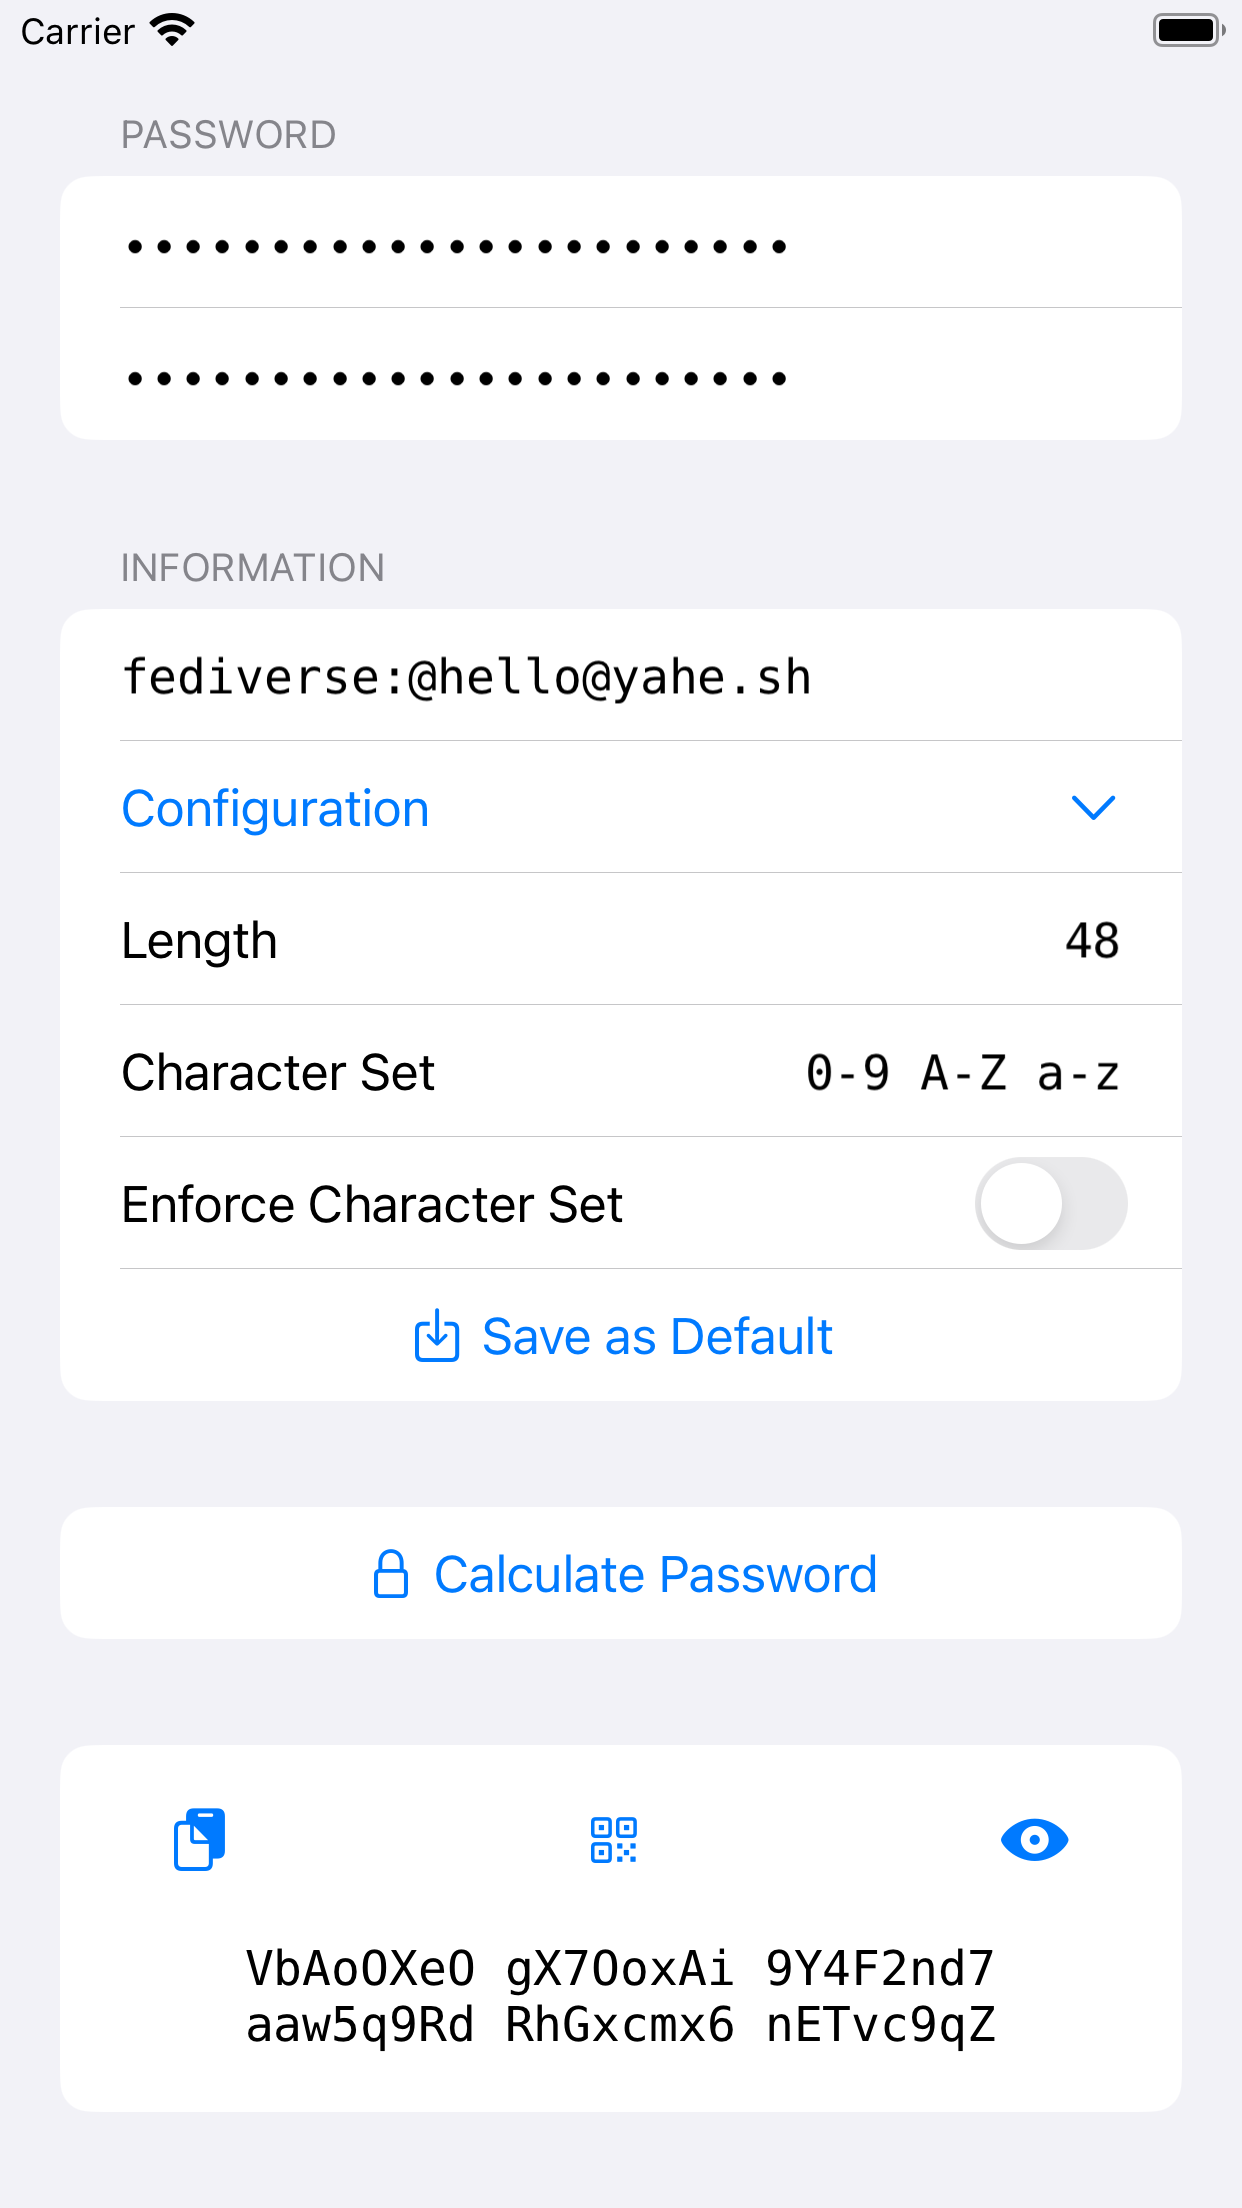 Carrier
PASSWORD
•••••••••••••••••••••••
•••••••••••••••••••••••
INFORMATION
fediverse:@hello@yahe.sh
Configuration
Length 48
Character Set 0-9 A-Z a-z
Enforce Character Set
Save as Default
Calculate Password
VbAoOXeO gX7OoxAi 9Y4F2nd7
aaw5q9Rd RhGxcmx6 nETvc9qZ